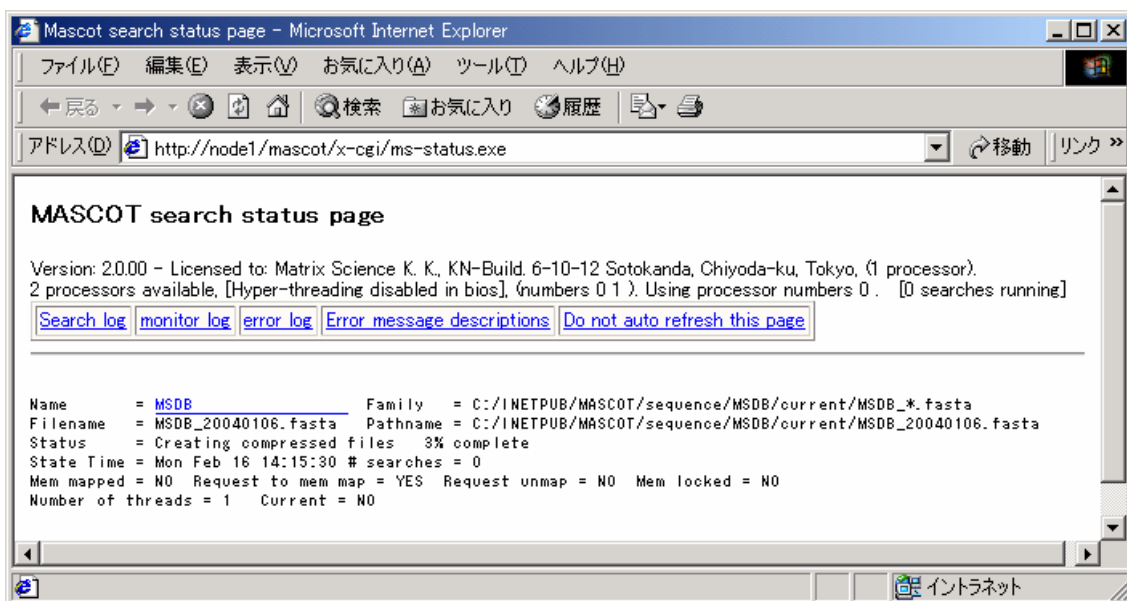 Mascot search status page - Microsoft Internet Explorer
ファイル(F) 編集(E) 表示(V) お気に入り(A) ツール(T) ヘルプ(H)
戻る 検索 お気に入り 履歴
アドレス(D) http://node1/mascot/x-cgi/ms-status.exe 移動 リンク »
MASCOT search status page
Version: 2.0.00 - Licensed to: Matrix Science K. K., KN-Build. 6-10-12 Sotokanda, Chiyoda-ku, Tokyo, (1 processor).
2 processors available, [Hyper-threading disabled in bios], (numbers 0 1 ). Using processor numbers 0 . [0 searches running]
Search log monitor log error log Error message descriptions Do not auto refresh this page
Name = MSDB Family = C:/INETPUB/MASCOT/sequence/MSDB/current/MSDB_*.fasta
Filename = MSDB_20040106.fasta Pathname = C:/INETPUB/MASCOT/sequence/MSDB/current/MSDB_20040106.fasta
Status = Creating compressed files 3% complete
State Time = Mon Feb 16 14:15:30 # searches = 0
Mem mapped = NO Request to mem map = YES Request unmap = NO Mem locked = NO
Number of threads = 1 Current = NO
イントラネット